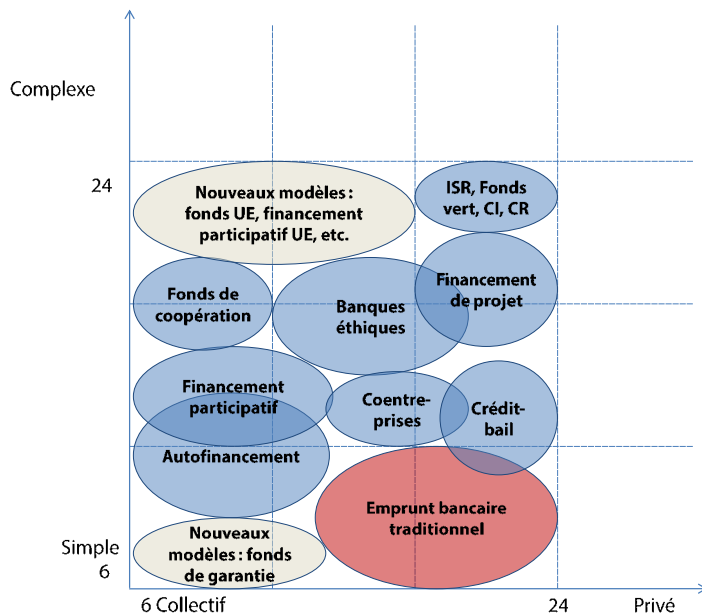 Complexe
24
Nouveaux modèles :
fonds UE, financement
participatif UE, etc.
ISR, Fonds
vert, CI, CR
Fonds de
coopération
Banques
éthiques
Financement
de projet
Financement
participatif
Coentre-
prises
Crédit-
bail
Autofinancement
Emprunt bancaire
traditionnel
Nouveaux
modèles : fonds
de garantie
Simple
6
6 Collectif
24
Privé